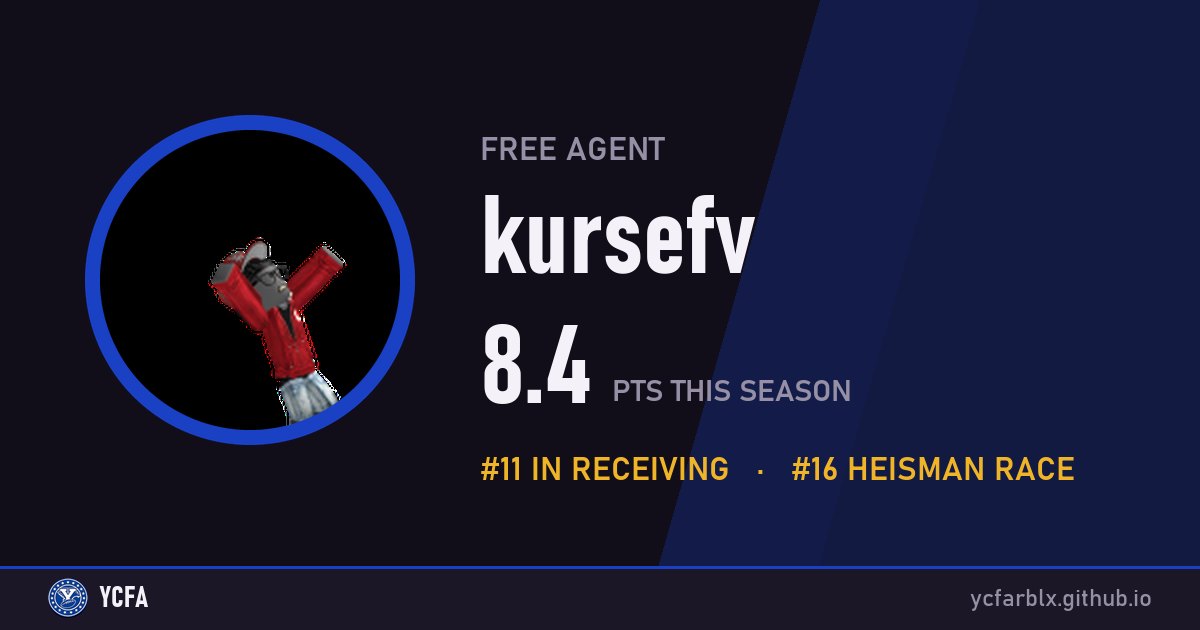 FREE AGENT
kursefv
8.4 PTS THIS SEASON
#11 IN RECEIVING · #16 HEISMAN RACE
YCFA
ycfarblx.github.io